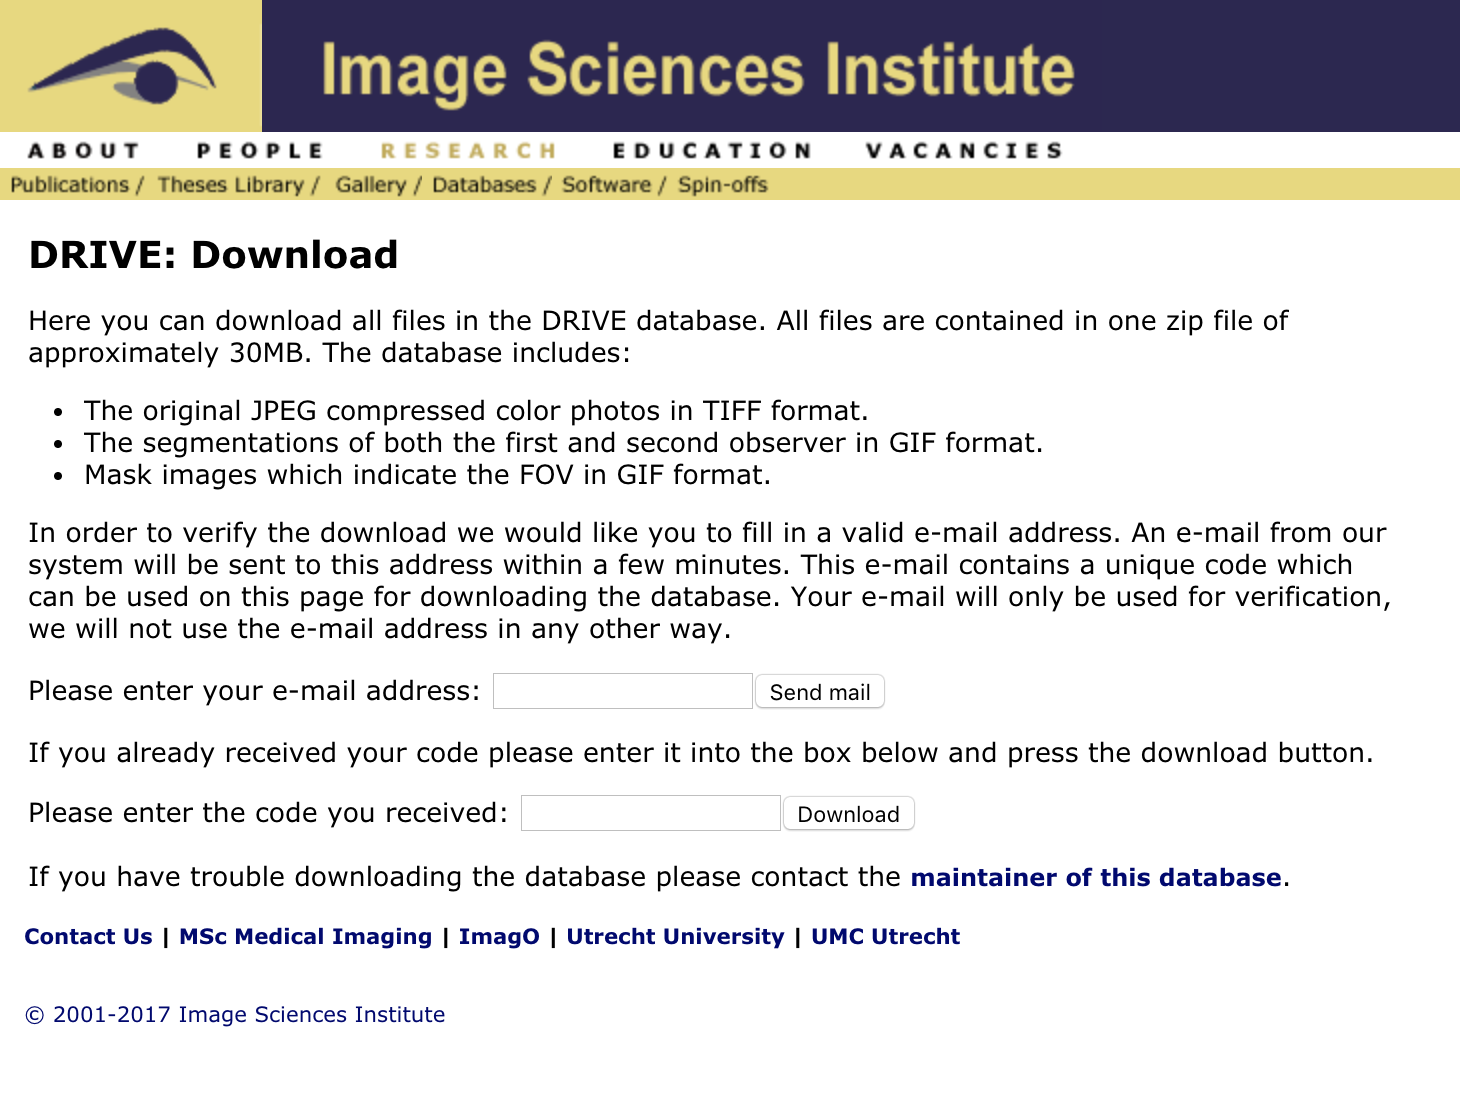 Image Sciences Institute
ABOUT PEOPLE RESEARCH EDUCATION VACANCIES
Publications / Theses Library / Gallery / Databases / Software / Spin-offs
DRIVE: Download
Here you can download all files in the DRIVE database. All files are contained in one zip file of
approximately 30MB. The database includes:
• The original JPEG compressed color photos in TIFF format.
• The segmentations of both the first and second observer in GIF format.
• Mask images which indicate the FOV in GIF format.
In order to verify the download we would like you to fill in a valid e-mail address. An e-mail from our
system will be sent to this address within a few minutes. This e-mail contains a unique code which
can be used on this page for downloading the database. Your e-mail will only be used for verification,
we will not use the e-mail address in any other way.
Please enter your e-mail address: Send mail
If you already received your code please enter it into the box below and press the download button.
Please enter the code you received: Download
If you have trouble downloading the database please contact the maintainer of this database.
Contact Us | MSc Medical Imaging | ImagO | Utrecht University | UMC Utrecht
© 2001-2017 Image Sciences Institute